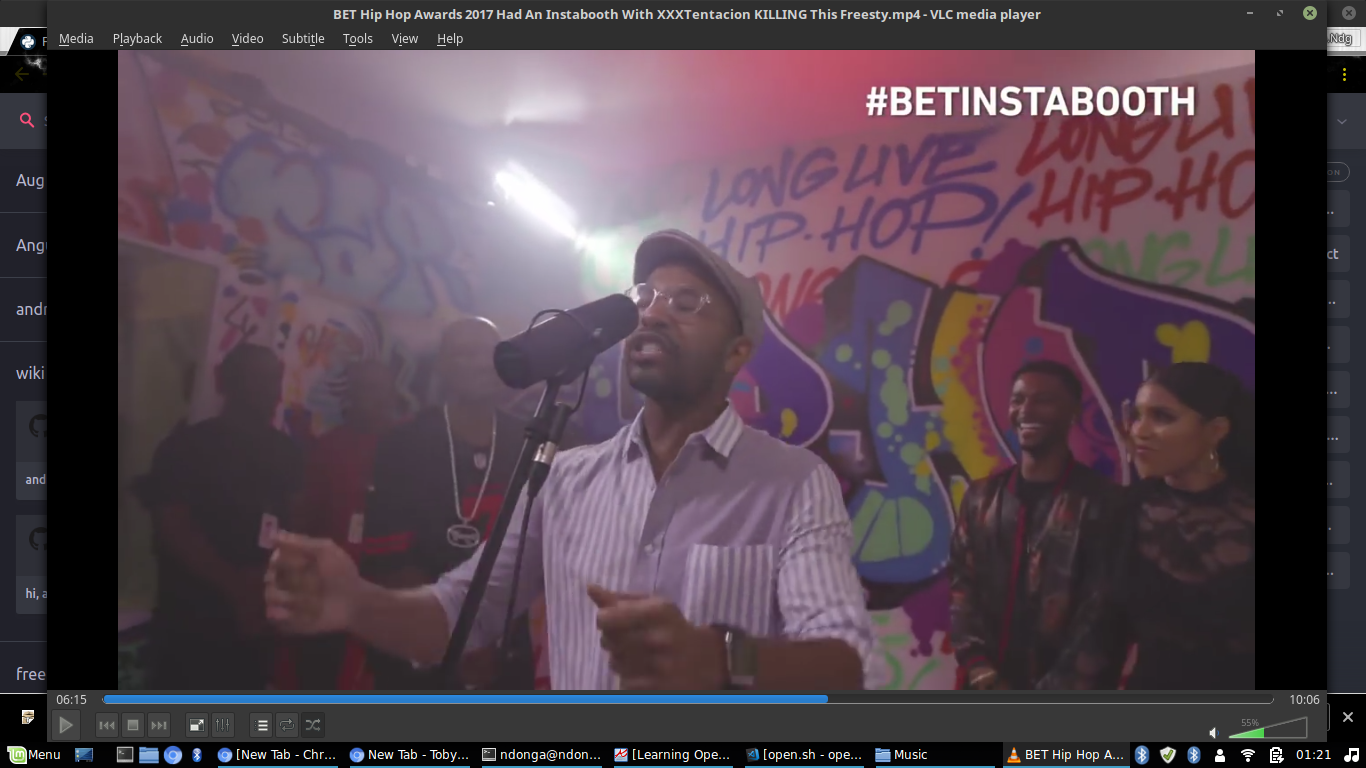 BET Hip Hop Awards 2017 Had An Instabooth With XXXTentacion KILLING This Freesty.mp4 - VLC media player
Media Playback Audio Video Subtitle Tools View Help
.Ndg
#BETINSTABOOTH
LONG LIVE
HIP-HOP!
LONG LIV
HIP-HO
Aug
Angu
andr
wiki
and
hi, a
free
ct
ON
06:15
10:06
55%
Menu
[New Tab - Chr...
New Tab - Toby...
ndonga@ndon...
[Learning Ope...
[open.sh - ope...
Music
BET Hip Hop A...
01:21